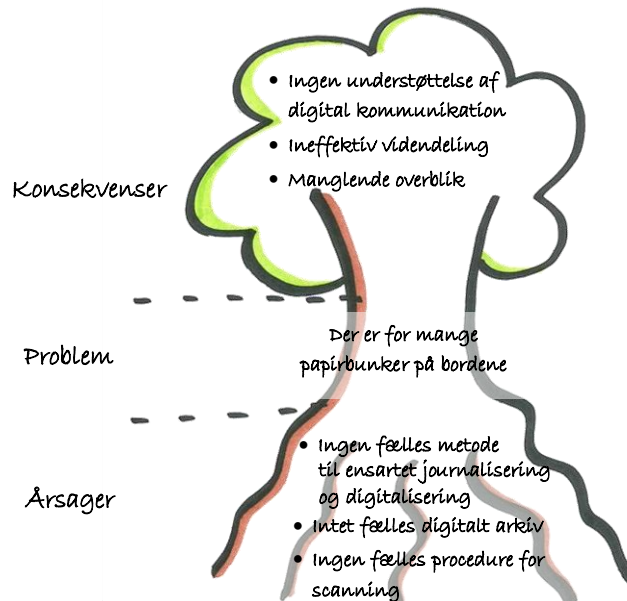 Konsekvenser
• Ingen understøttelse af
digital kommunikation
• Ineffektiv videndeling
• Manglende overblik
Problem
Der er for mange
papirbunker på bordene
Årsager
• Ingen fælles metode
til ensartet journalisering
og digitalisering
• Intet fælles digitalt arkiv
• Ingen fælles procedure for
scanning